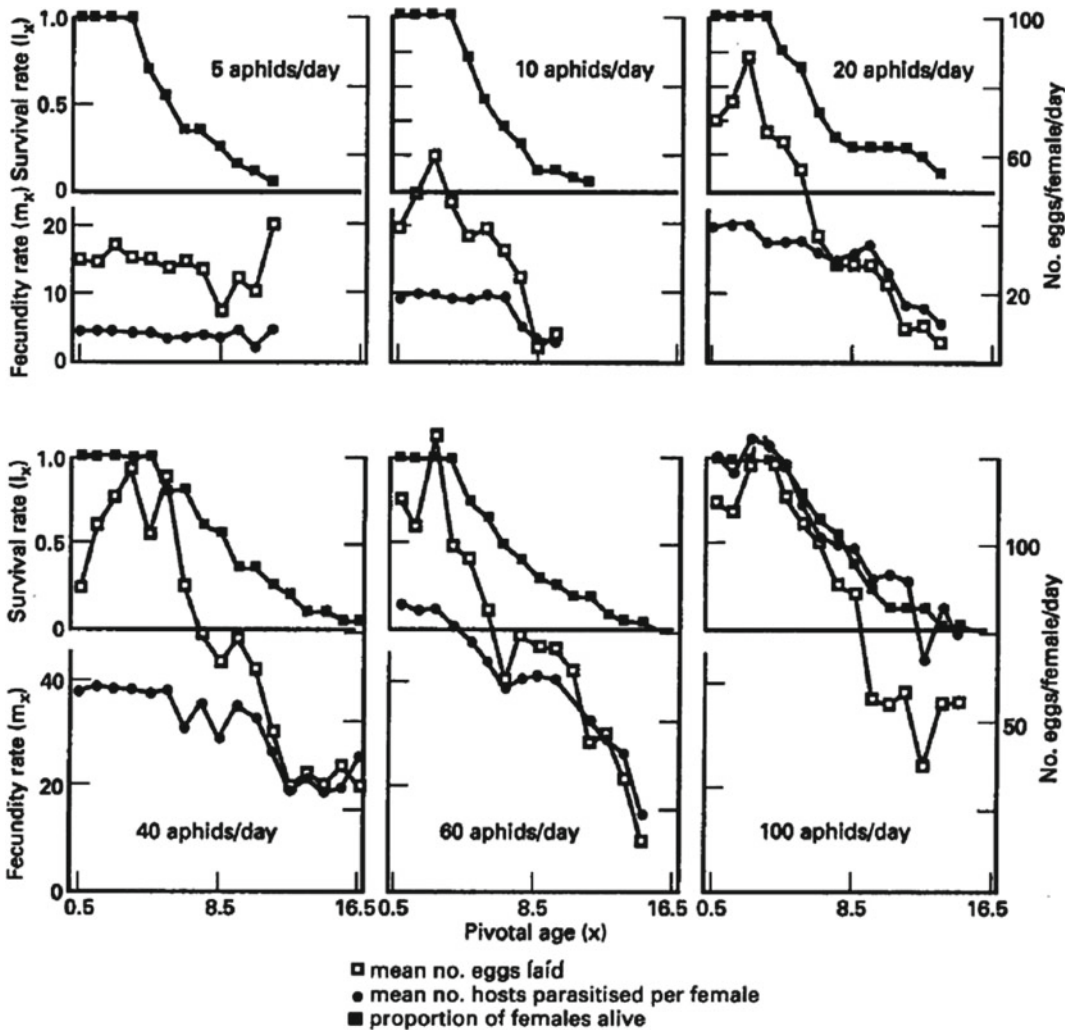 Survival rate (lx)
Fecundity rate (mx)
1.0
0.5
0
20
10
0
5 aphids/day
10 aphids/day
20 aphids/day
100
60
20
No. eggs/female/day
Survival rate (lx)
Fecundity rate (mx)
1.0
0.5
0
40
20
0
40 aphids/day
60 aphids/day
100 aphids/day
100
50
No. eggs/female/day
0.5 8.5 16.5
0.5 8.5 16.5
0.5 8.5 16.5
Pivotal age (x)
mean no. eggs laid
mean no. hosts parasitised per female
proportion of females alive